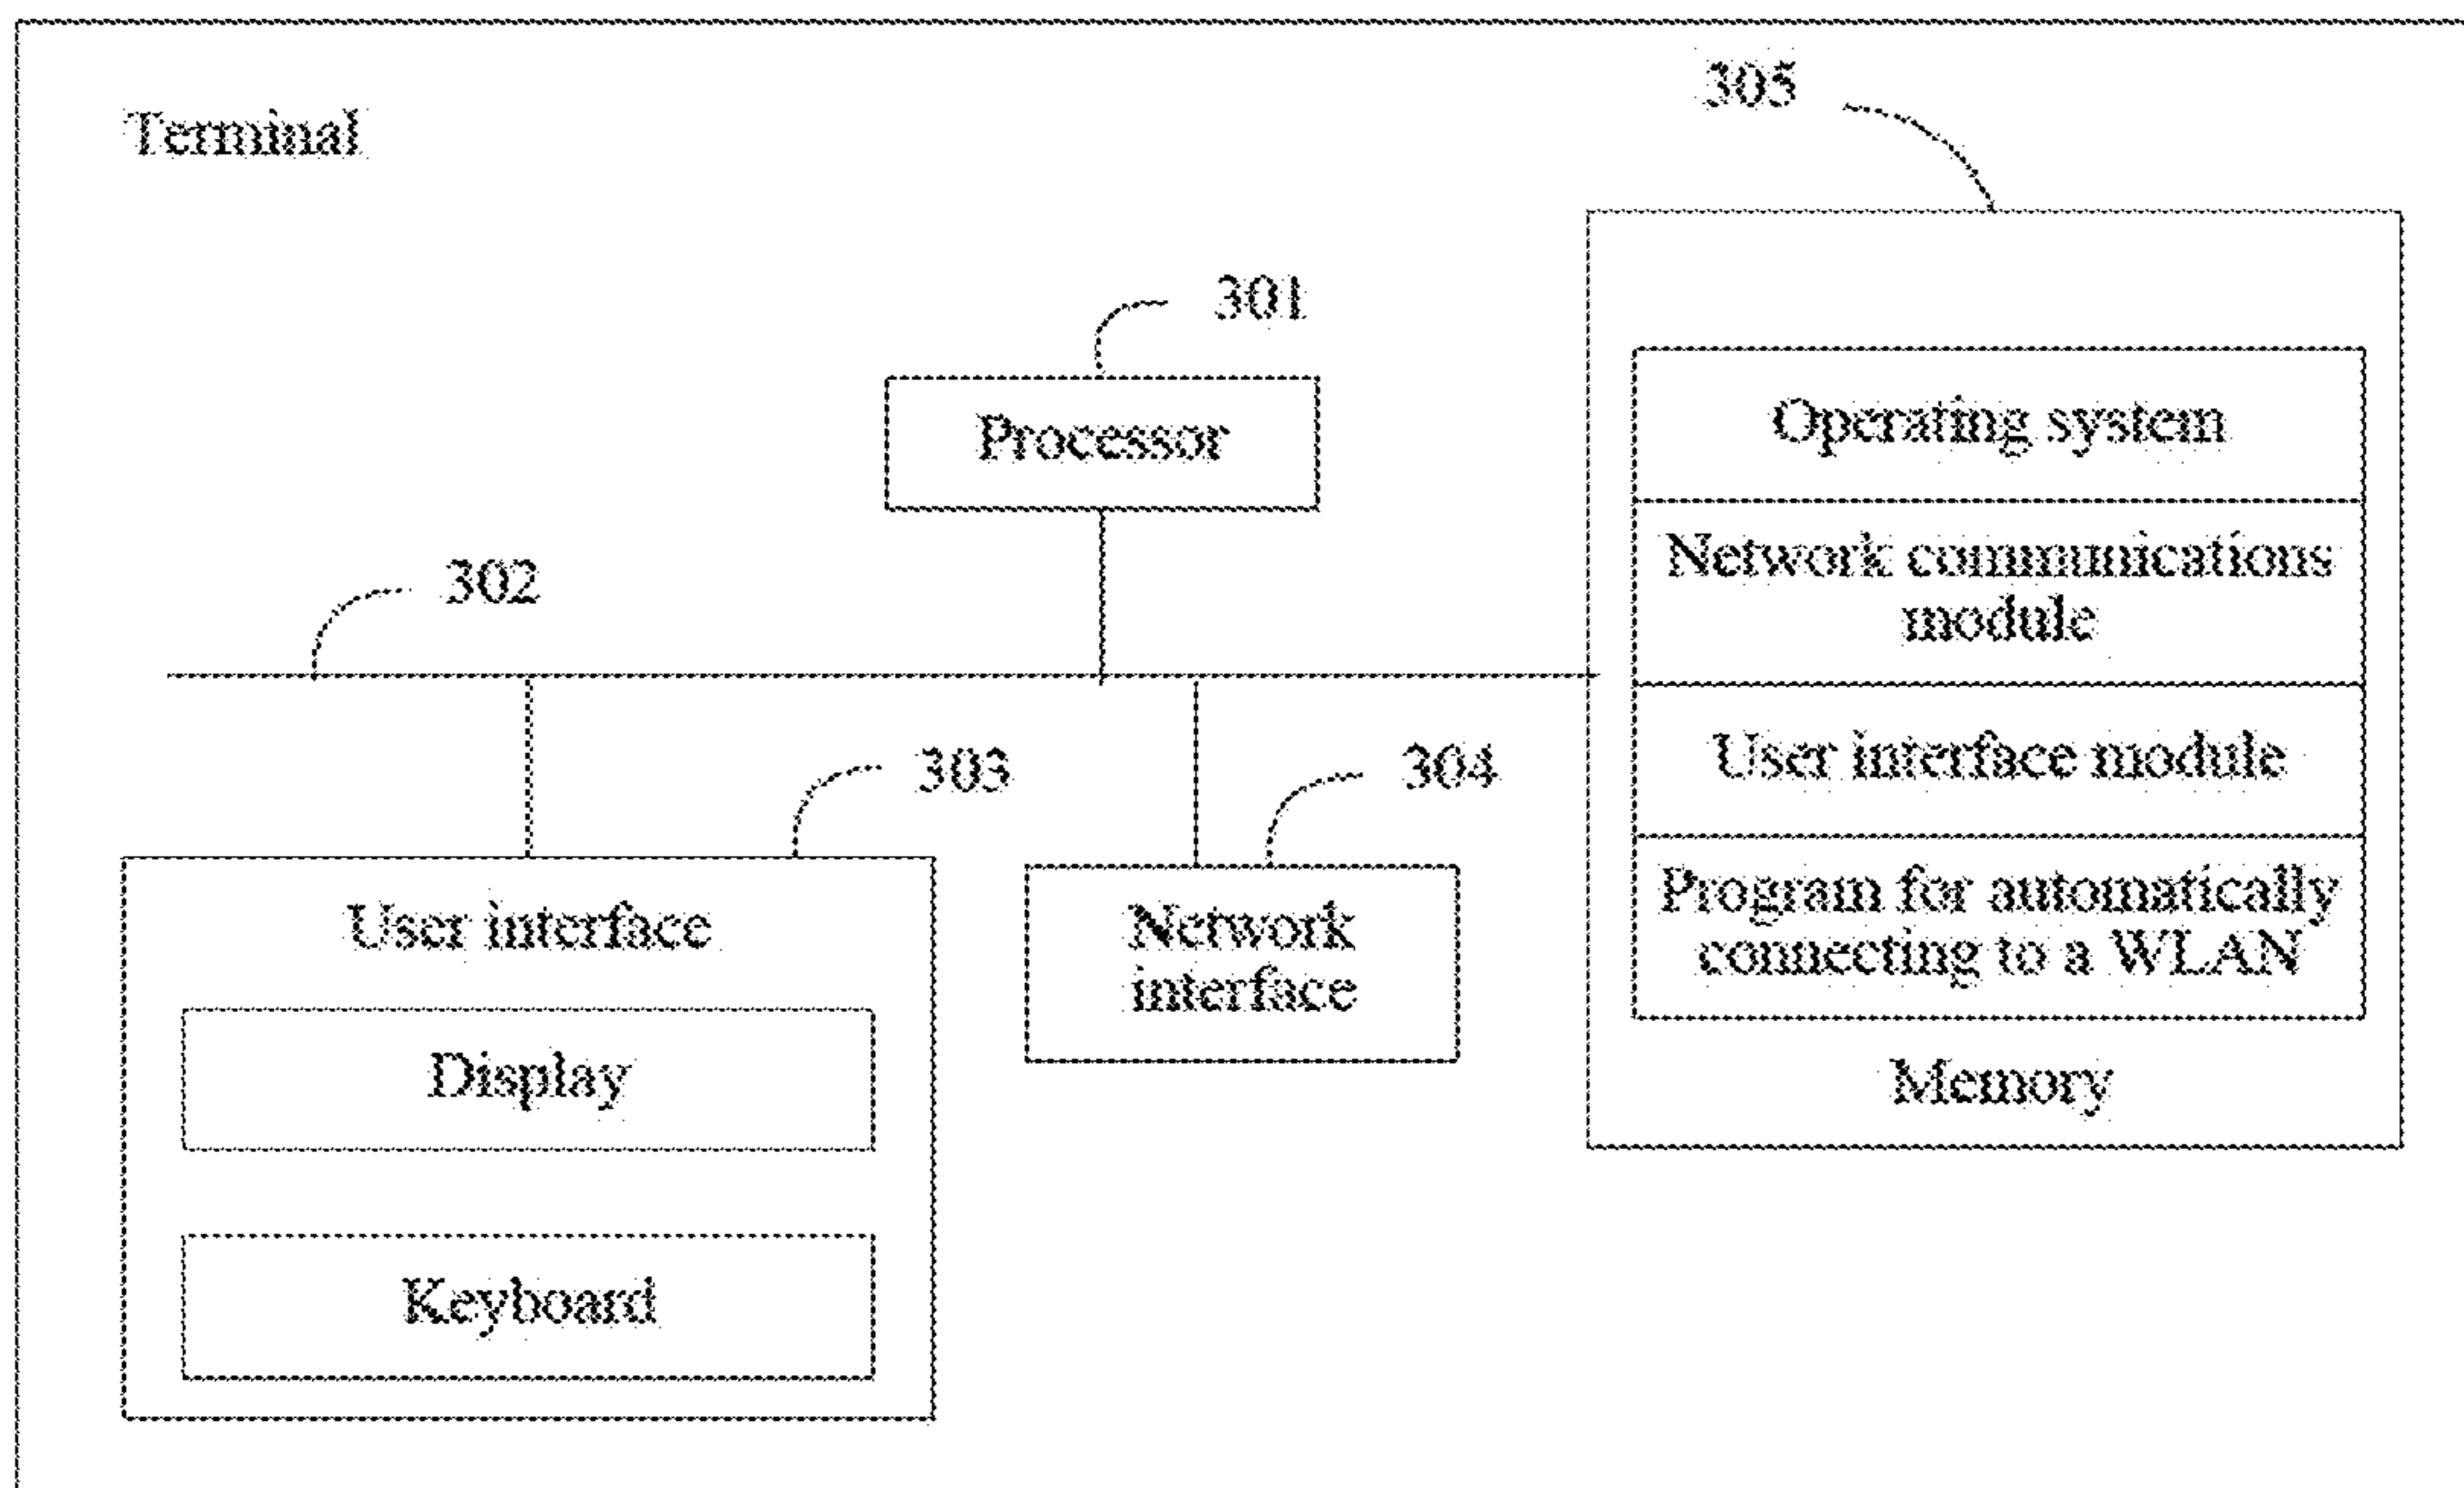 Terminal
305
301
Processor
302
Operating system
Network communications
module
User interface module
Program for automatically
connecting to a WLAN
Memory
303
304
User interface
Display
Keyboard
Network
interface